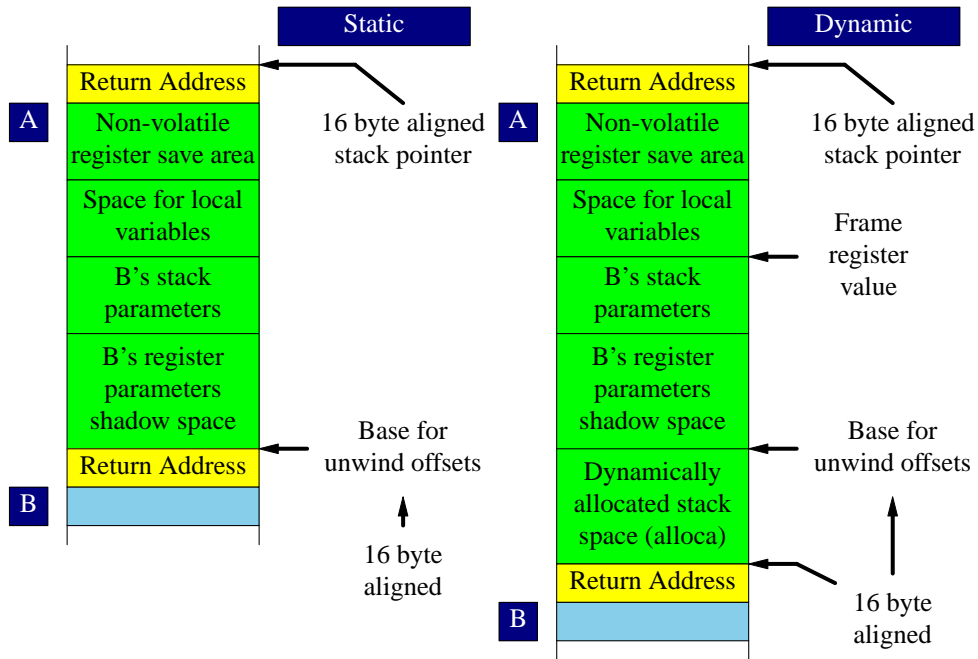 Static
Return Address
A
Non-volatile
register save area
16 byte aligned
stack pointer
Space for local
variables
B's stack
parameters
B's register
parameters
shadow space
Base for
unwind offsets
Return Address
B
16 byte
aligned
Dynamic
Return Address
A
Non-volatile
register save area
16 byte aligned
stack pointer
Space for local
variables
Frame
register
value
B's stack
parameters
B's register
parameters
shadow space
Base for
unwind offsets
Dynamically
allocated stack
space (alloca)
Return Address
16 byte
aligned
B